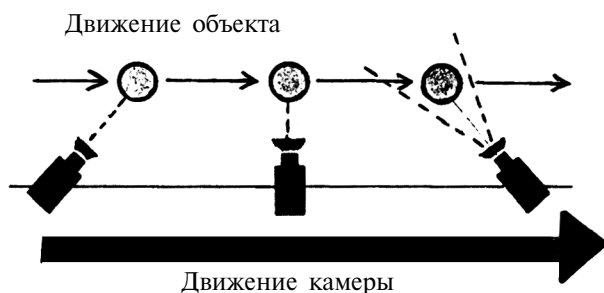 Движение объекта
Движение камеры